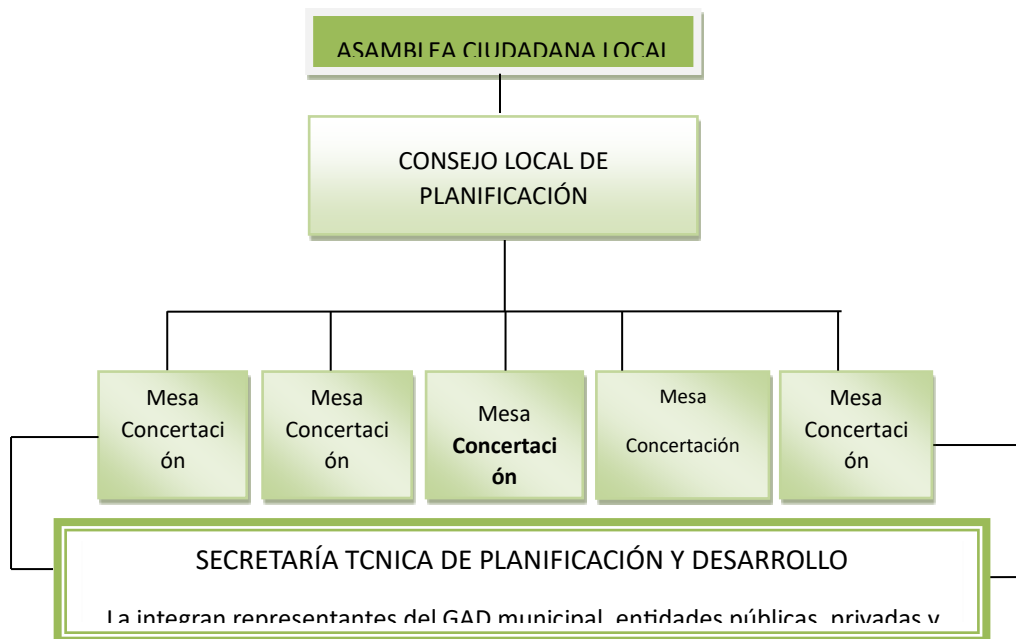 ASAMBLEA CIUDADANA LOCAL
CONSEJO LOCAL DE
PLANIFICACIÓN
Mesa
Concertaci
ón
Mesa
Concertaci
ón
Mesa
Concertaci
ón
Mesa
Concertación
Mesa
Concertaci
ón
SECRETARÍA TCNICA DE PLANIFICACIÓN Y DESARROLLO
La integran representantes del GAD municipal, entidades públicas, privadas y